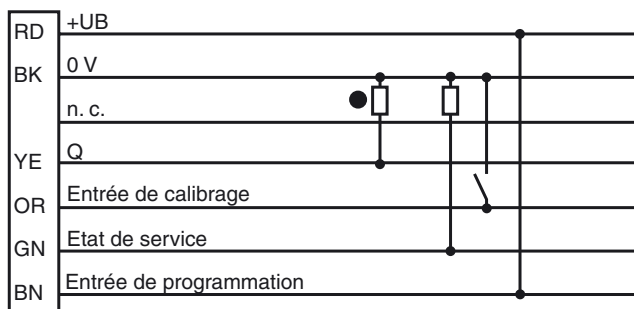 RD +UB
BK 0 V
n. c.
YE Q
OR Entrée de calibrage
GN Etat de service
BN Entrée de programmation